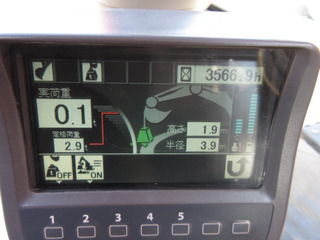 3566.9H
実荷重
0.1 t
定格荷重
2.9 t
高さ 1.9 m
半径 3.9 m
OFF ON
1 2 3 4 5